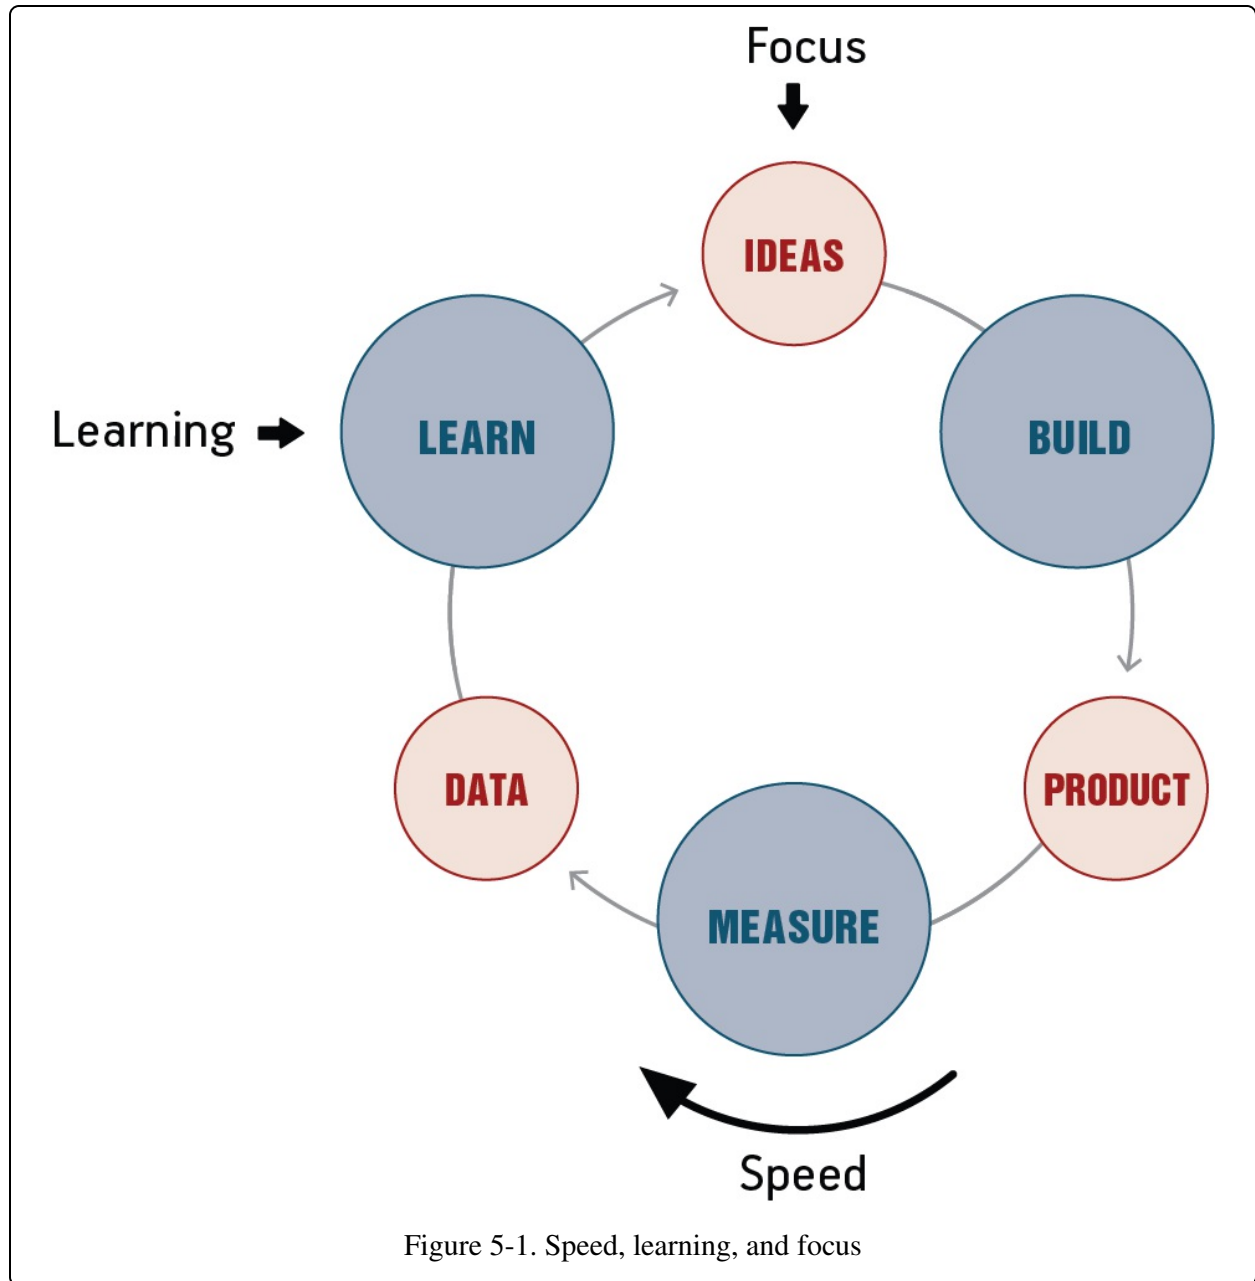 Focus
IDEAS
LEARN
BUILD
Learning
DATA
PRODUCT
MEASURE
Speed
Figure 5-1. Speed, learning, and focus